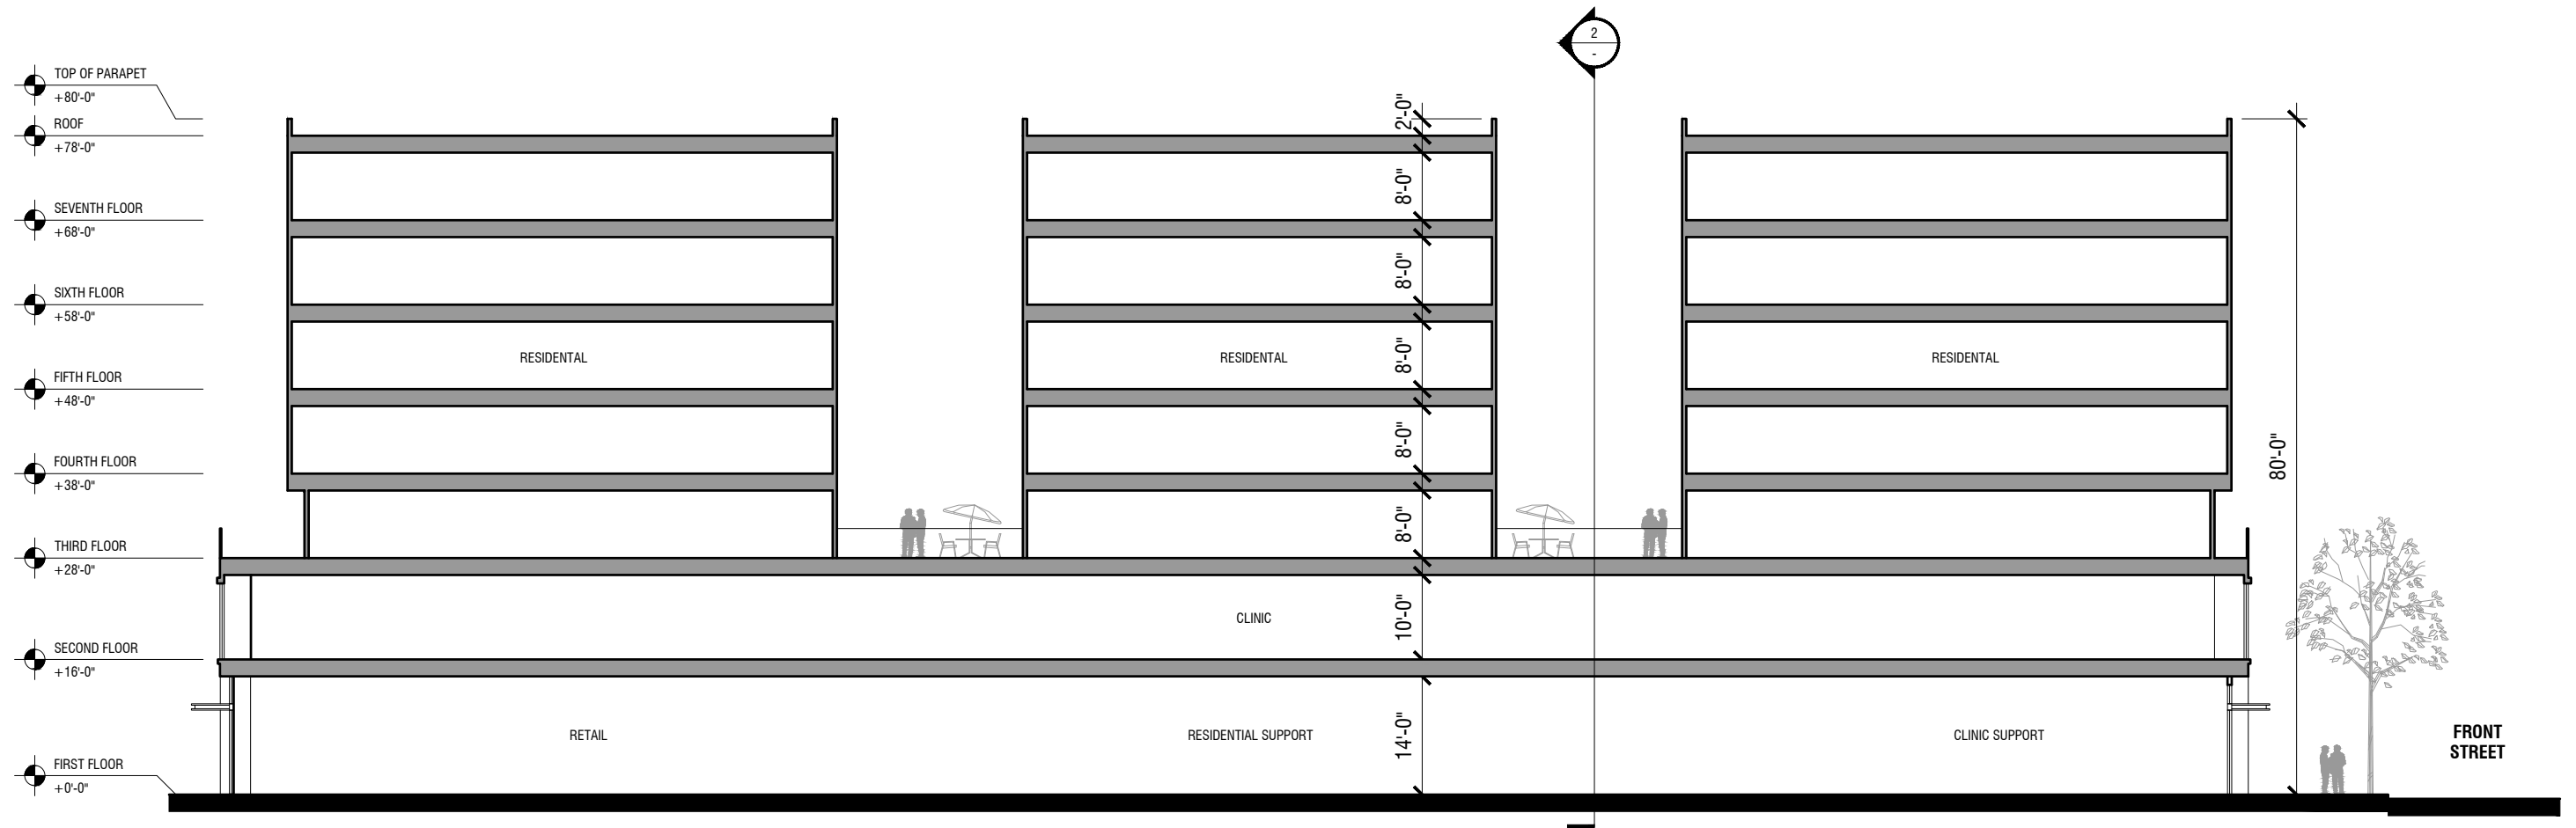 2
-
TOP OF PARAPET
+80'-0"
ROOF
+78'-0"
2'-0"
8'-0"
SEVENTH FLOOR
+68'-0"
8'-0"
SIXTH FLOOR
+58'-0"
RESIDENTAL
RESIDENTAL
8'-0"
RESIDENTAL
FIFTH FLOOR
+48'-0"
8'-0"
80'-0"
FOURTH FLOOR
+38'-0"
8'-0"
THIRD FLOOR
+28'-0"
CLINIC
10'-0"
SECOND FLOOR
+16'-0"
RETAIL
RESIDENTIAL SUPPORT
14'-0"
CLINIC SUPPORT
FRONT
STREET
FIRST FLOOR
+0'-0"